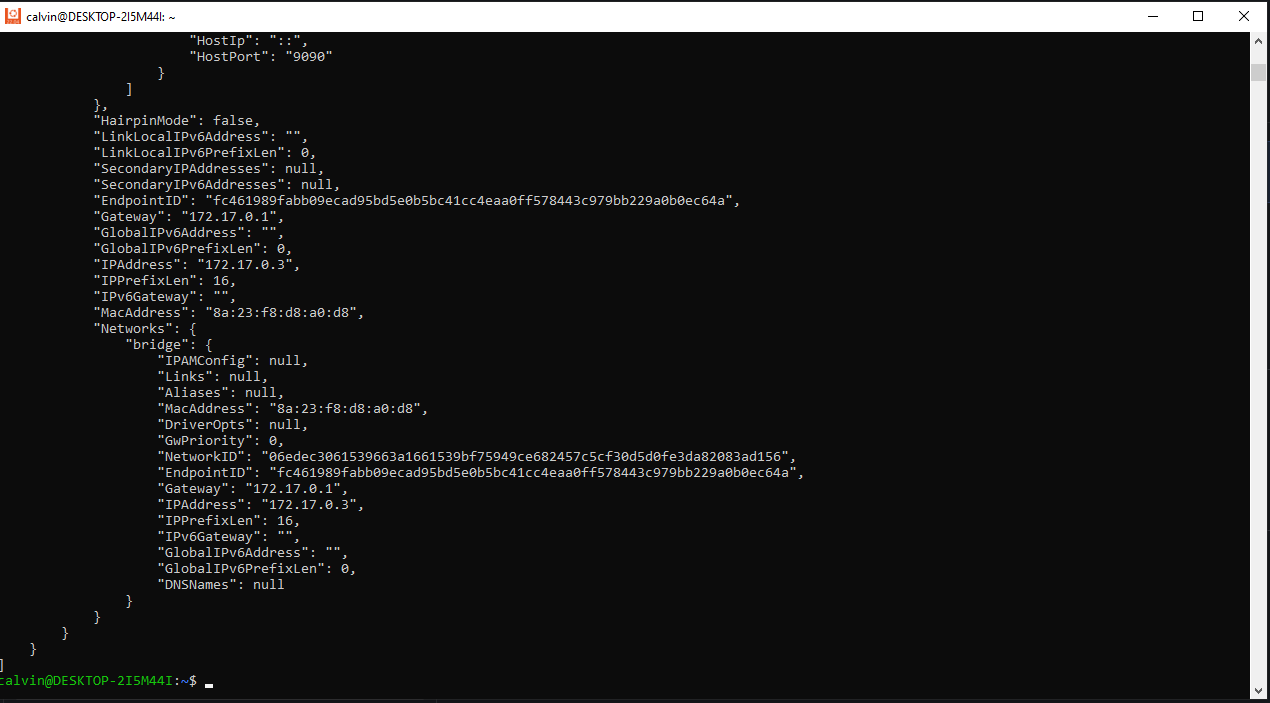 calvin@DESKTOP-2I5M44I: ~
"HostIp": "::",
"HostPort": "9090"
}
]
},
"HairpinMode": false,
"LinkLocalIPv6Address": "",
"LinkLocalIPv6PrefixLen": 0,
"SecondaryIPAddresses": null,
"SecondaryIPv6Addresses": null,
"EndpointID": "fc461989fabb09ecad95bd5e0b5bc41cc4eaa0ff578443c979bb229a0b0ec64a",
"Gateway": "172.17.0.1",
"GlobalIPv6Address": "",
"GlobalIPv6PrefixLen": 0,
"IPAddress": "172.17.0.3",
"IPPrefixLen": 16,
"IPv6Gateway": "",
"MacAddress": "8a:23:f8:d8:a0:d8",
"Networks": {
"bridge": {
"IPAMConfig": null,
"Links": null,
"Aliases": null,
"MacAddress": "8a:23:f8:d8:a0:d8",
"DriverOpts": null,
"GwPriority": 0,
"NetworkID": "06edec3061539663a1661539bf75949ce682457c5cf30d5d0fe3da82083ad156",
"EndpointID": "fc461989fabb09ecad95bd5e0b5bc41cc4eaa0ff578443c979bb229a0b0ec64a",
"Gateway": "172.17.0.1",
"IPAddress": "172.17.0.3",
"IPPrefixLen": 16,
"IPv6Gateway": "",
"GlobalIPv6Address": "",
"GlobalIPv6PrefixLen": 0,
"DNSNames": null
}
}
}
}
]
calvin@DESKTOP-2I5M44I:~$